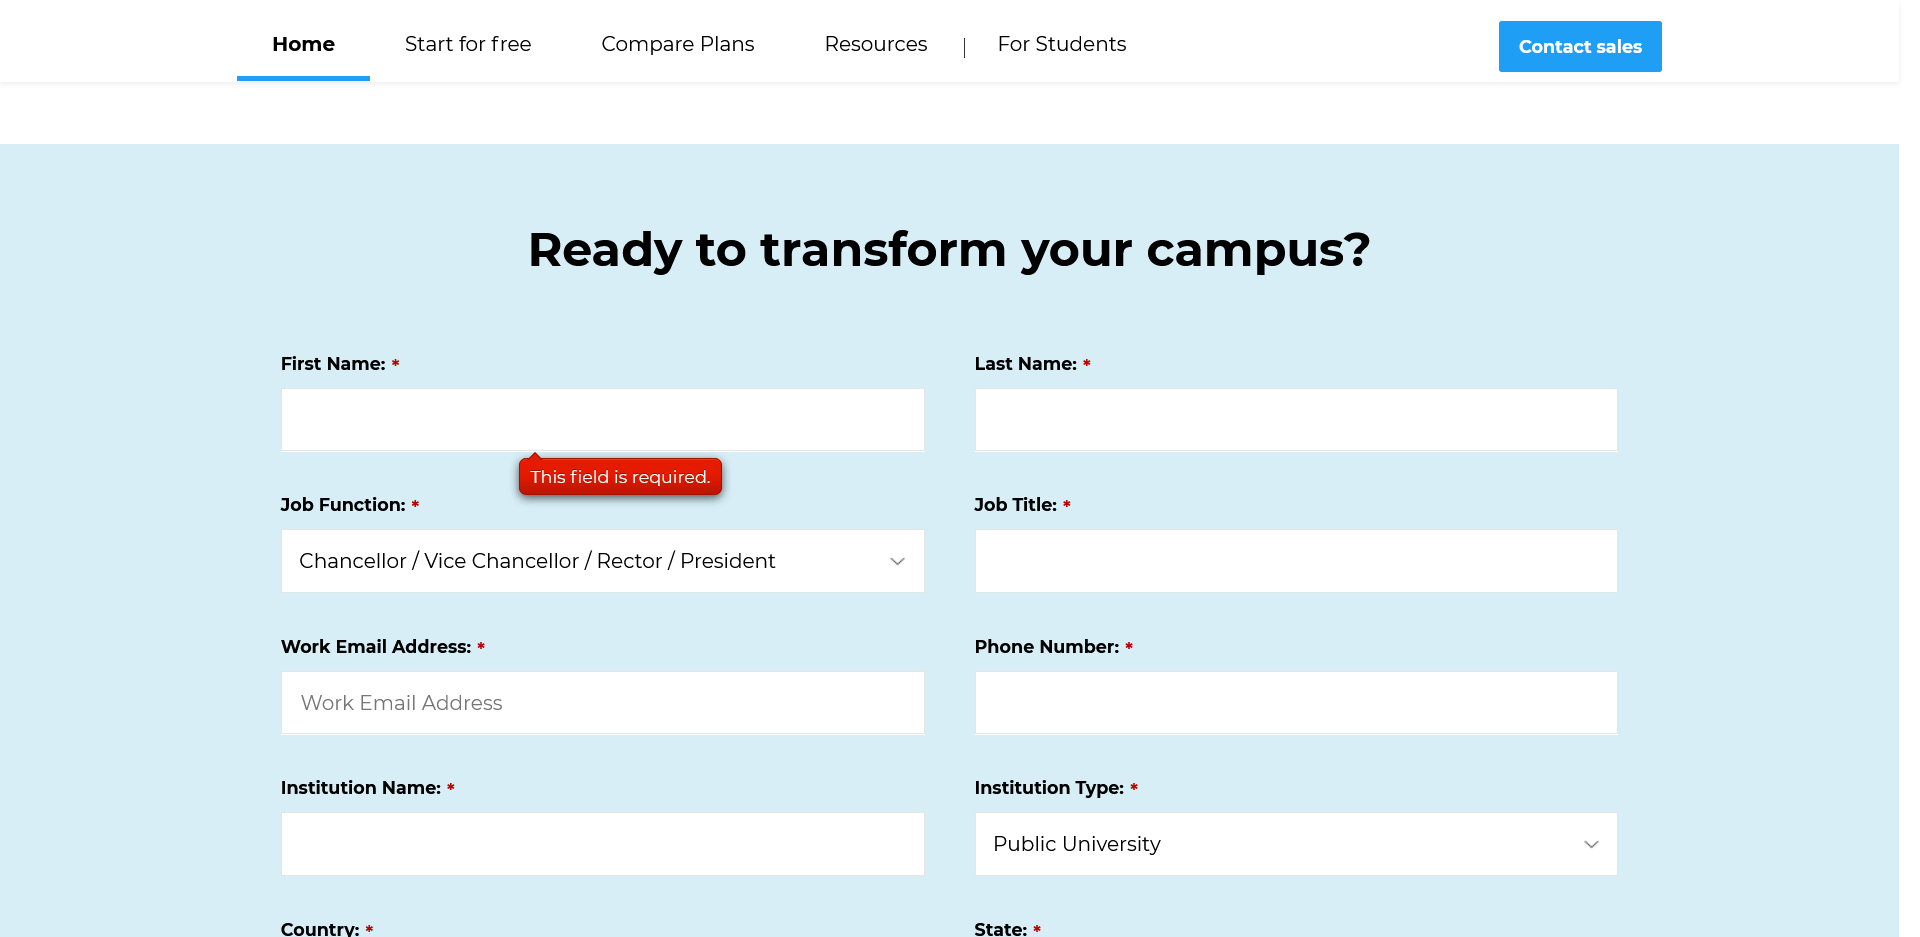 Home
Start for free
Compare Plans
Resources
|
For Students
Contact sales
Ready to transform your campus?
First Name: *
Last Name: *
This field is required.
Job Function: *
Job Title: *
Chancellor / Vice Chancellor / Rector / President
Work Email Address: *
Phone Number: *
Work Email Address
Institution Name: *
Institution Type: *
Public University
Country: *
State: *